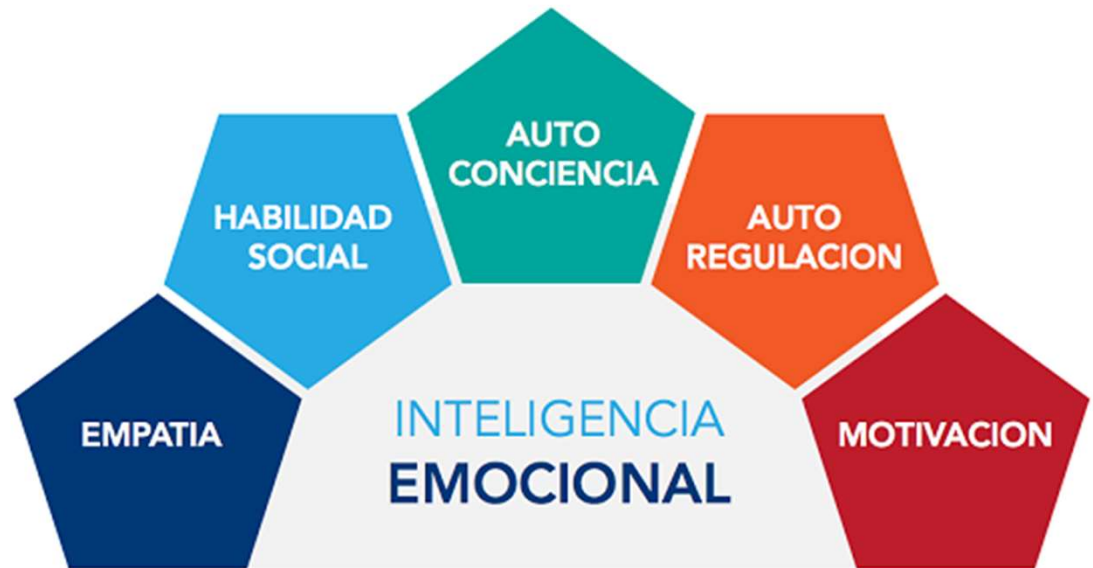 AUTO
CONCIENCIA
HABILIDAD
SOCIAL
AUTO
REGULACION
EMPATIA
INTELIGENCIA
EMOCIONAL
MOTIVACION